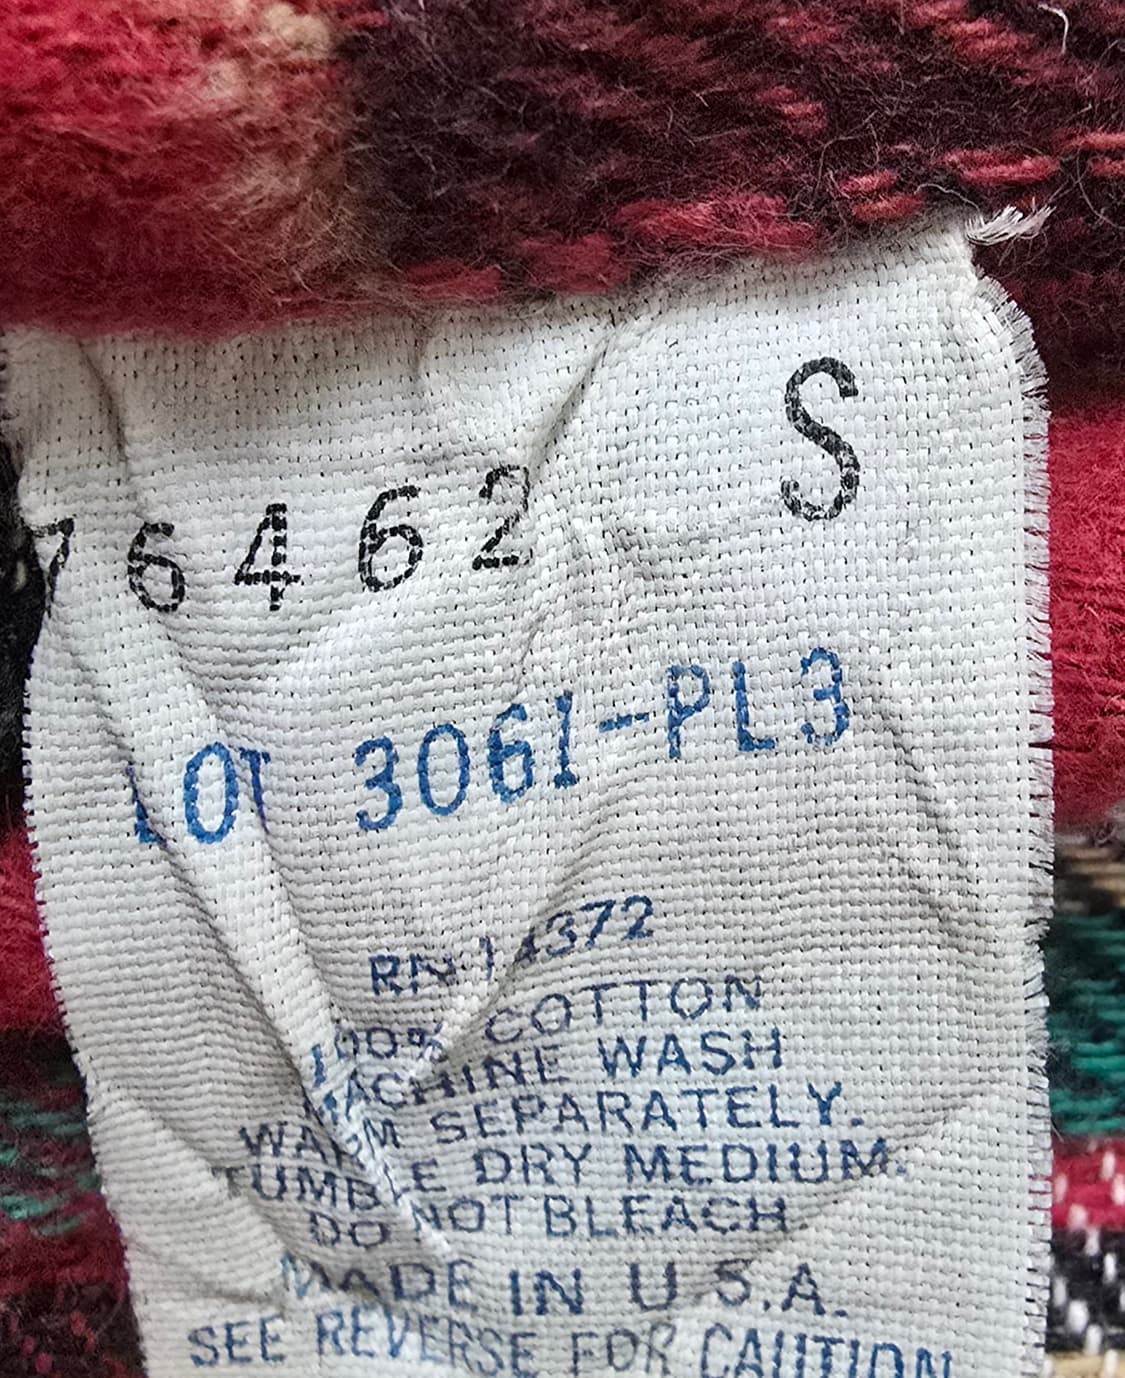 S
76462
LOT 3061-PL3
RN 14372
100% COTTON
MACHINE WASH
WARM SEPARATELY.
TUMBLE DRY MEDIUM.
DO NOT BLEACH
MADE IN U.S.A.
SEE REVERSE FOR CAUTION